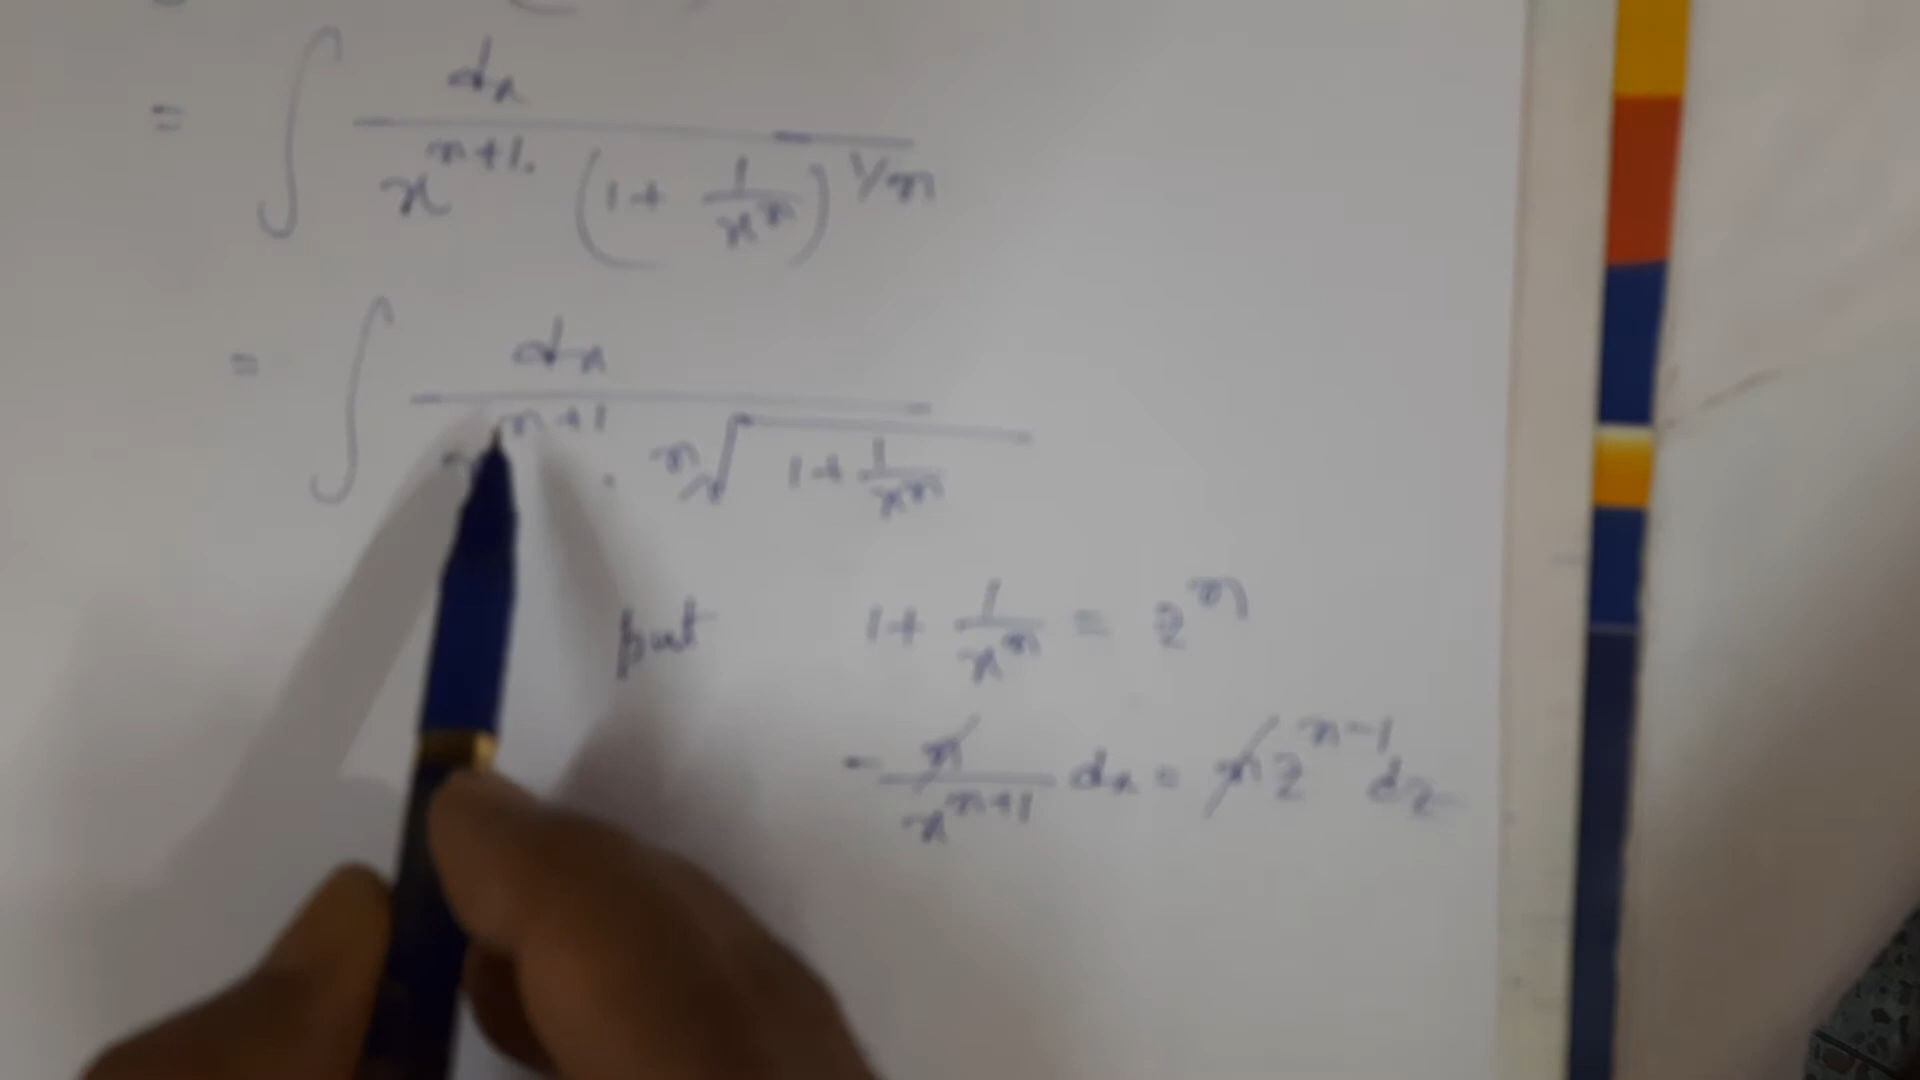 = ∫ dx / x^{n+1} . (1 + 1/x^n)^{1/n}
= ∫ dx / x^{n+1} . ⁿ√(1 + 1/x^n)
put 1 + 1/x^n = z^n
- n/x^{n+1} dx = n z^{n-1} dz